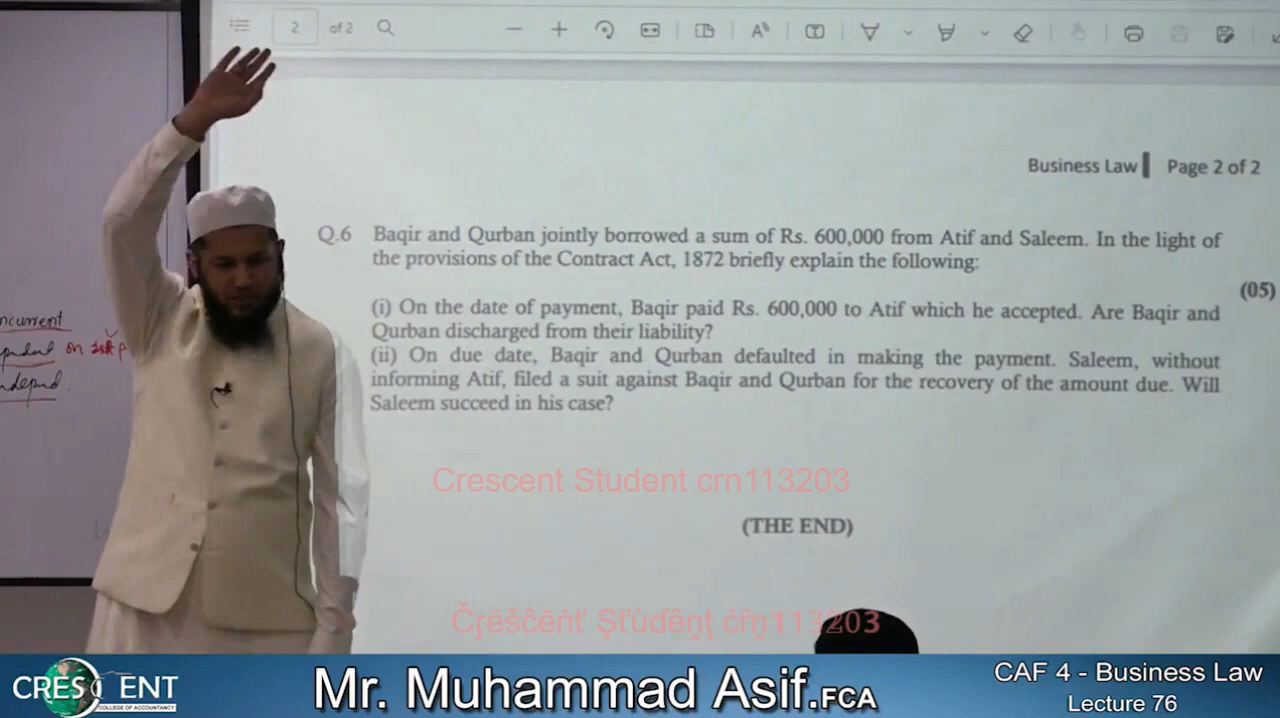 2 of 2
Business Law | Page 2 of 2
Q.6 Baqir and Qurban jointly borrowed a sum of Rs. 600,000 from Atif and Saleem. In the light of
the provisions of the Contract Act, 1872 briefly explain the following:
(05)
(i) On the date of payment, Baqir paid Rs. 600,000 to Atif which he accepted. Are Baqir and
Qurban discharged from their liability?
(ii) On due date, Baqir and Qurban defaulted in making the payment. Saleem, without
informing Atif, filed a suit against Baqir and Qurban for the recovery of the amount due. Will
Saleem succeed in his case?
ncurrent
on
ndepend.
Crescent Student crn113203
(THE END)
CRESCENT
COLLEGE OF ACCOUNTANCY
Mr. Muhammad Asif.FCA
CAF 4 - Business Law
Lecture 76